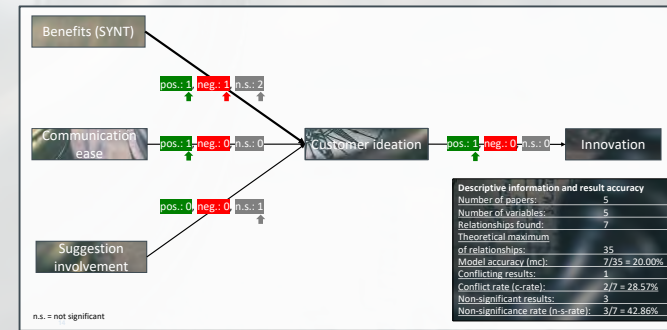 Benefits (SYNT)
pos.: 1, neg.: 1, n.s.: 2
Communication
ease
pos.: 1, neg.: 0, n.s.: 0
Customer ideation
pos.: 1, neg.: 0, n.s.: 0
Innovation
pos.: 0, neg.: 0, n.s.: 1
Suggestion
involvement
Descriptive information and result accuracy
Number of papers: 5
Number of variables: 5
Relationships found: 7
Theoretical maximum
of relationships: 35
Model accuracy (mc): 7/35 = 20.00%
Conflicting results: 1
Conflict rate (c-rate): 2/7 = 28.57%
Non-significant results: 3
Non-significance rate (n-s-rate): 3/7 = 42.86%
n.s. = not significant